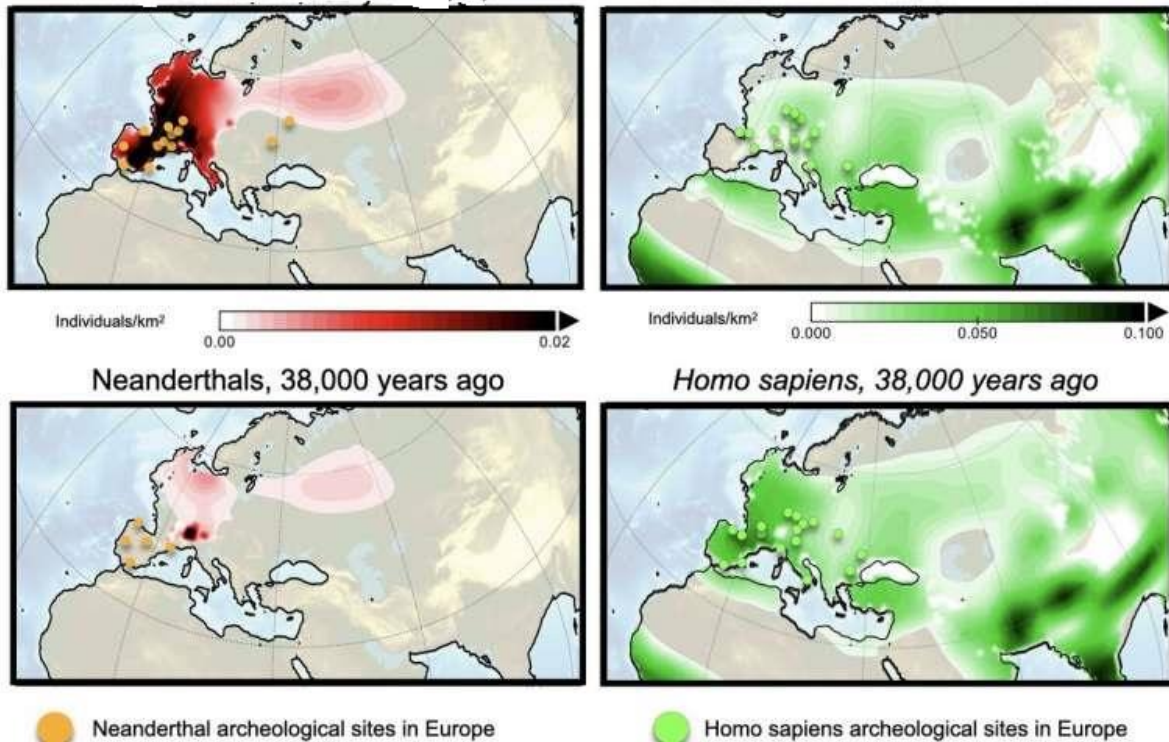 Individuals/km²
0.00 0.02
Individuals/km²
0.000 0.050 0.100
Neanderthals, 38,000 years ago
Homo sapiens, 38,000 years ago
Neanderthal archeological sites in Europe
Homo sapiens archeological sites in Europe